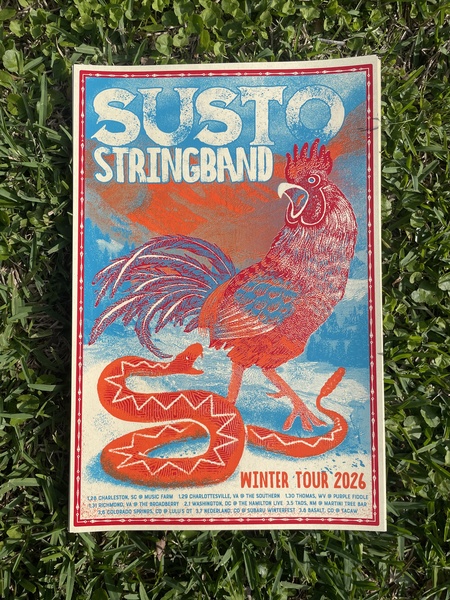 SUSTO
STRINGBAND
WINTER TOUR 2026
1.28 CHARLESTON, SC @ MUSIC FARM 1.29 CHARLOTTESVILLE, VA @ THE SOUTHERN 1.30 THOMAS, WV @ PURPLE FIDDLE
1.31 RICHMOND, VA @ THE BROADBERRY 2.1 WASHINGTON, DC @ THE HAMILTON LIVE 3.5 TAOS, NM @ MARTIN TREE BAR
3.6 COLORADO SPRINGS, CO @ LULU'S DT 3.7 NEDERLAND, CO @ SUBARU WINTERFEST 3.8 BASALT, CO @ TACAW